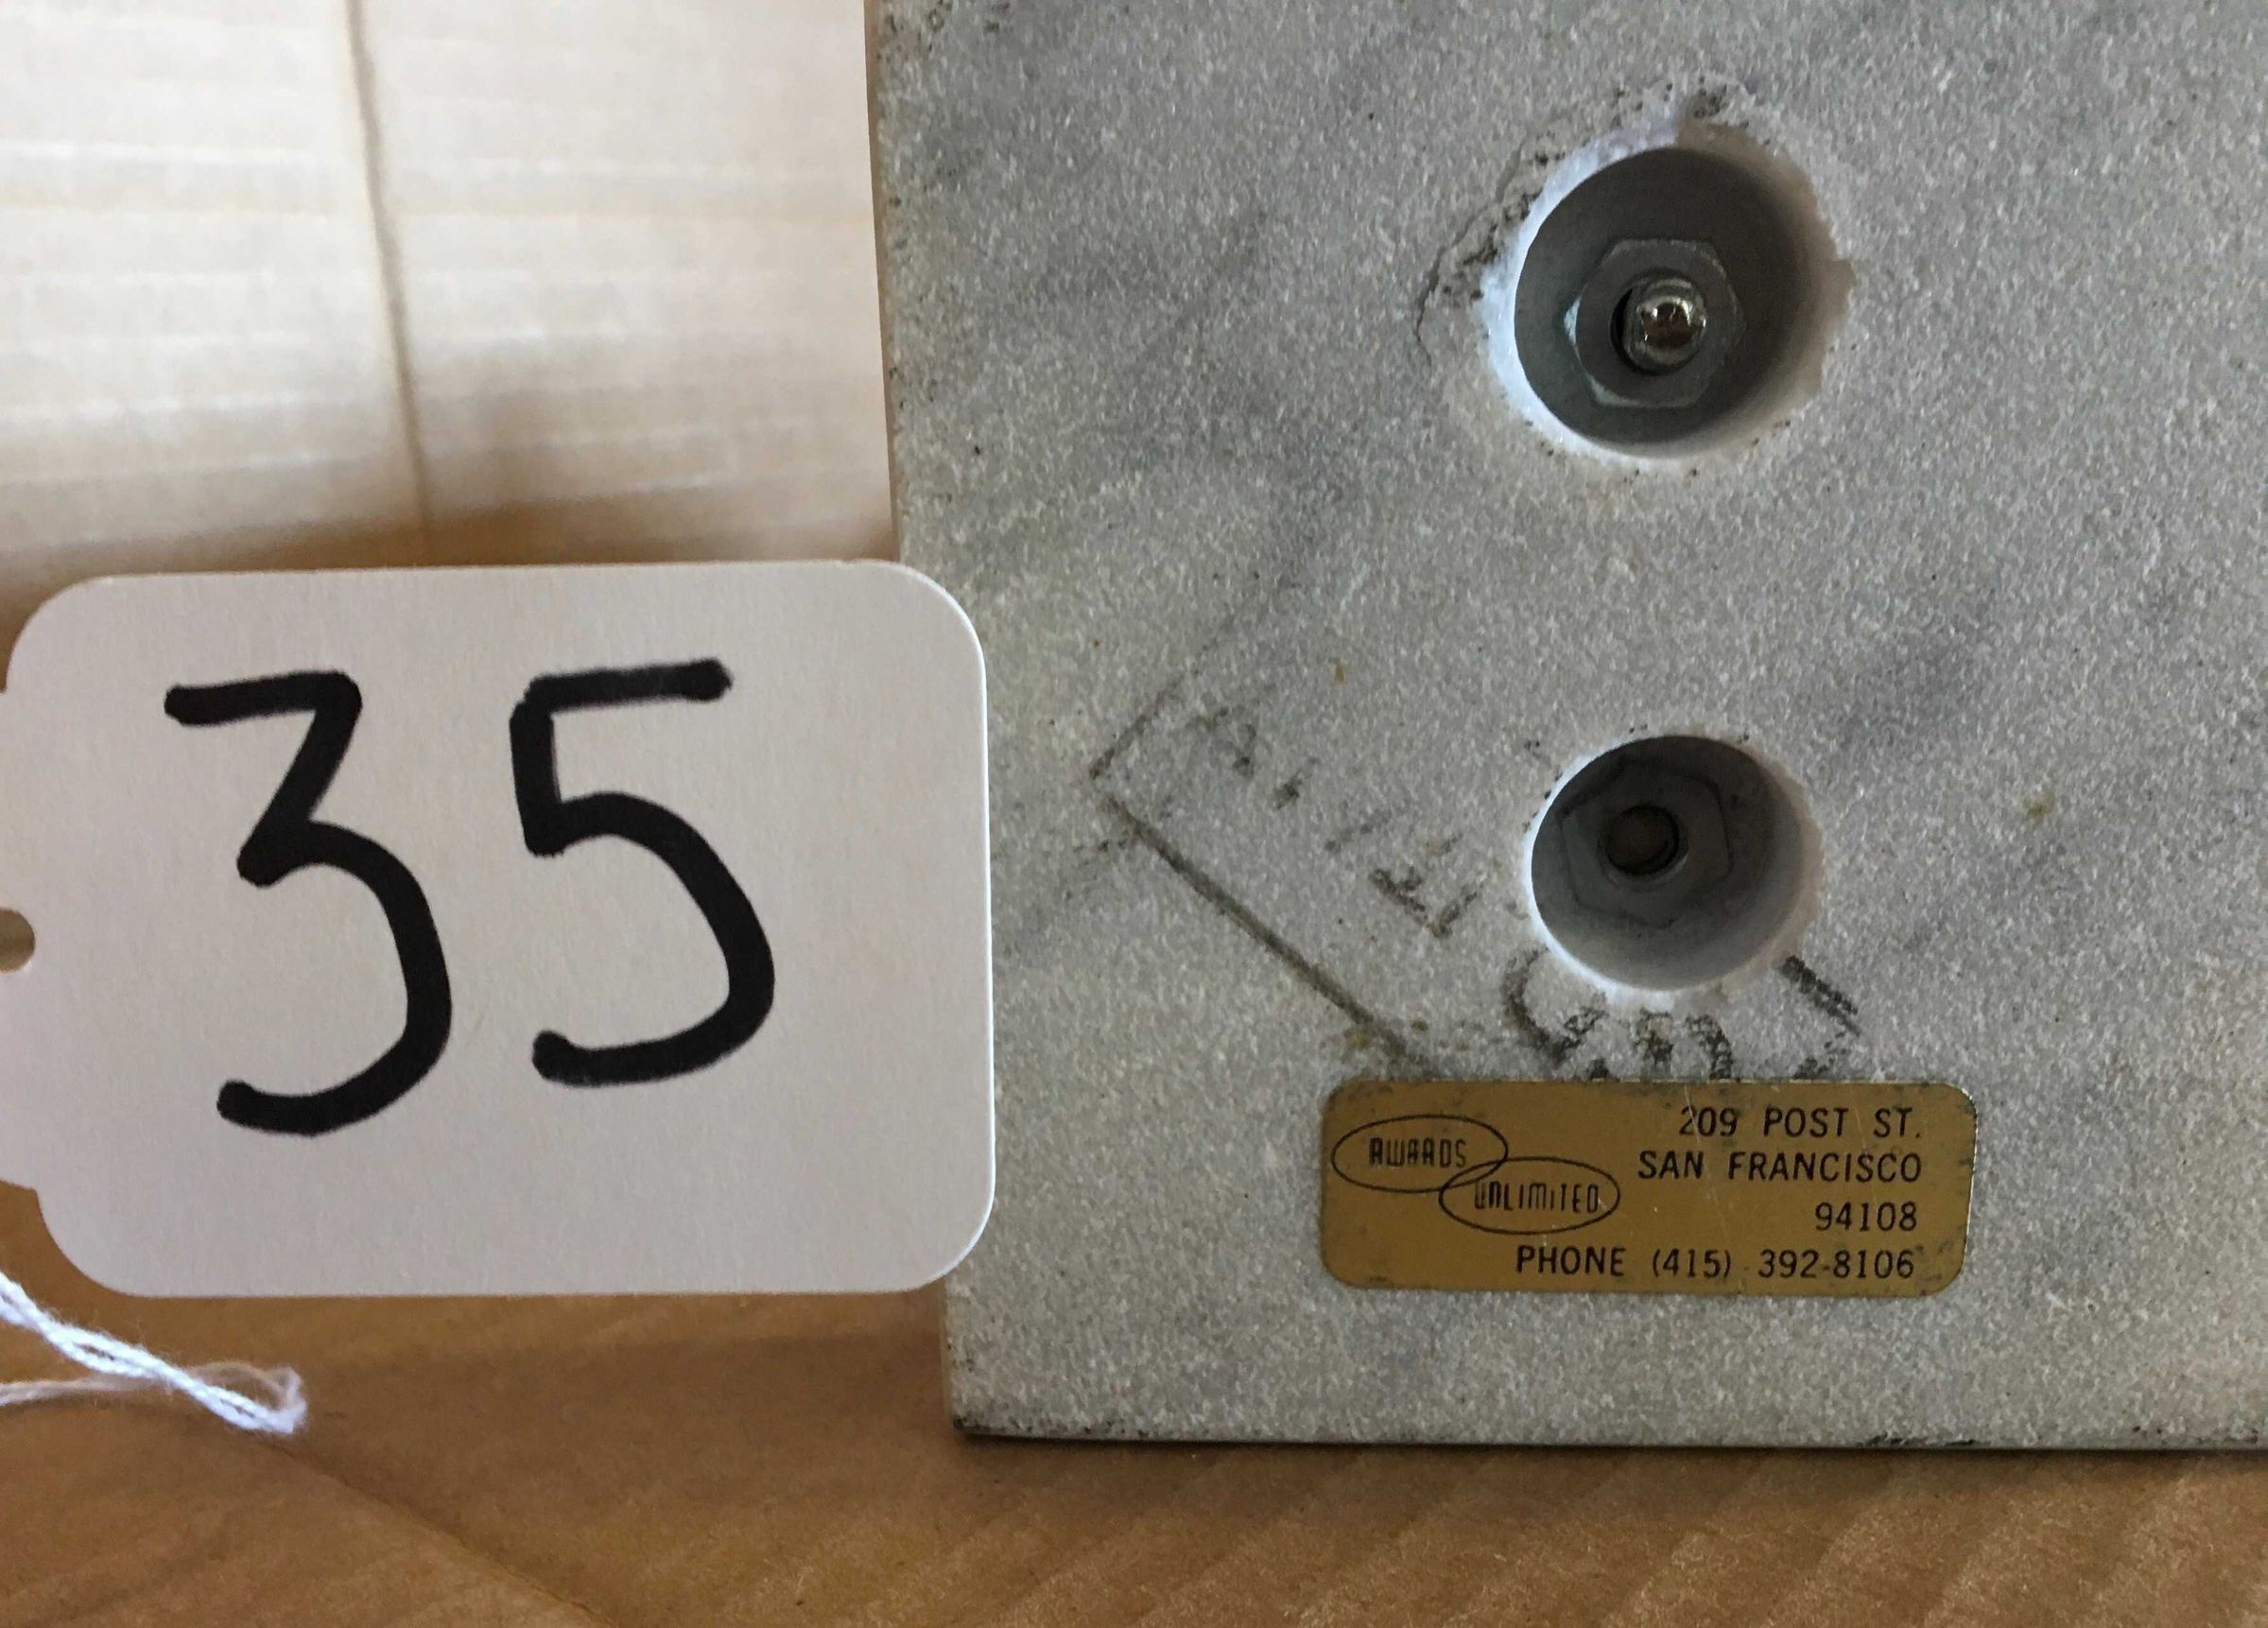 35
AWARDS
UNLIMITED
209 POST ST.
SAN FRANCISCO
94108
PHONE (415) 392-8106